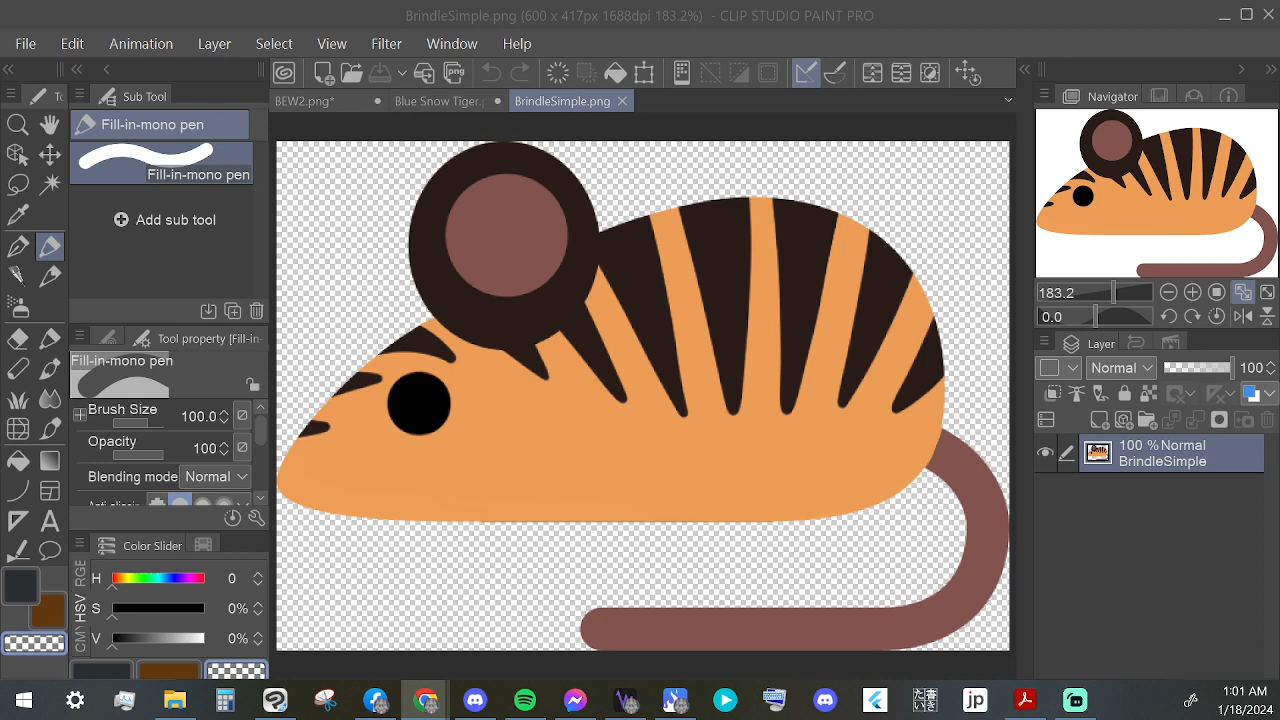 BrindleSimple.png (600 x 417px 1688dpi 183.2%) - CLIP STUDIO PAINT PRO
File Edit Animation Layer Select View Filter Window Help
Sub Tool
BEW2.png*
Blue Snow Tiger.
BrindleSimple.png
Navigator
Fill-in-mono pen
Fill-in-mono pen
Add sub tool
183.2
0.0
Tool property [Fill-in-
Layer
Fill-in-mono pen
Normal
100
Brush Size 100.0
Opacity 100
Blending mode Normal
100 % Normal
BrindleSimple
Color Slider
HSV
H 0
S 0%
V 0%
png
jp
1:01 AM
1/18/2024